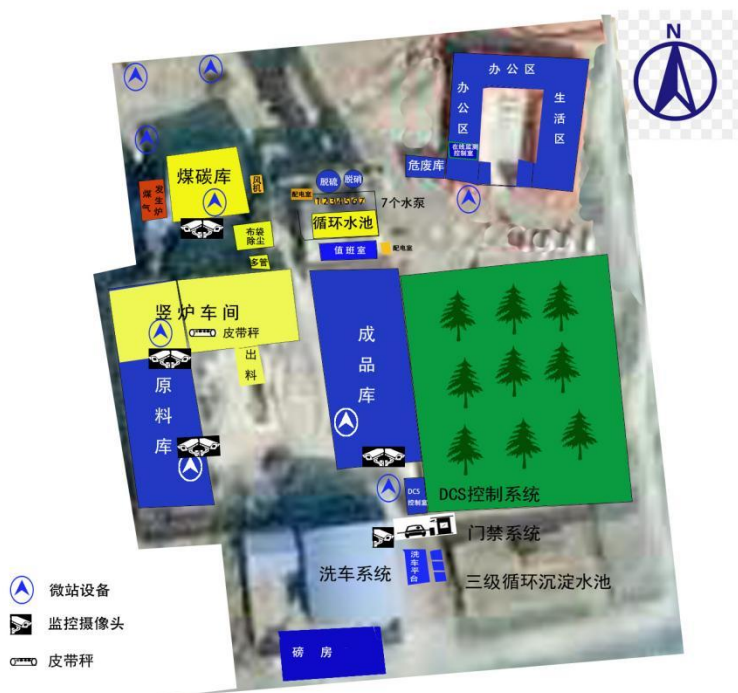 N
办公区
办公区
生活区
在线监测
控制室
危废库
煤碳库
风机
煤气
发生炉
脱硫
脱硝
配电室
1234567
7个水泵
循环水池
布袋
除尘
多管
值班室
配电室
竖炉车间
皮带秤
出料
原料库
成品库
DCS
控制室
DCS控制系统
门禁系统
洗车系统
洗车平台
三级循环沉淀水池
磅房
微站设备
监控摄像头
皮带秤